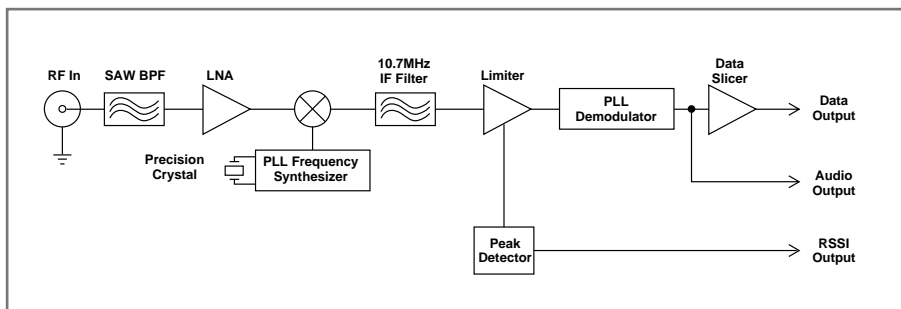 RF In
SAW BPF
LNA
10.7MHz
IF Filter
Limiter
Data
Slicer
PLL
Demodulator
Data
Output
Precision
Crystal
PLL Frequency
Synthesizer
Audio
Output
Peak
Detector
RSSI
Output